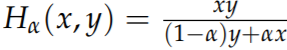 H_α(x, y) = xy / ((1−α)y+αx)